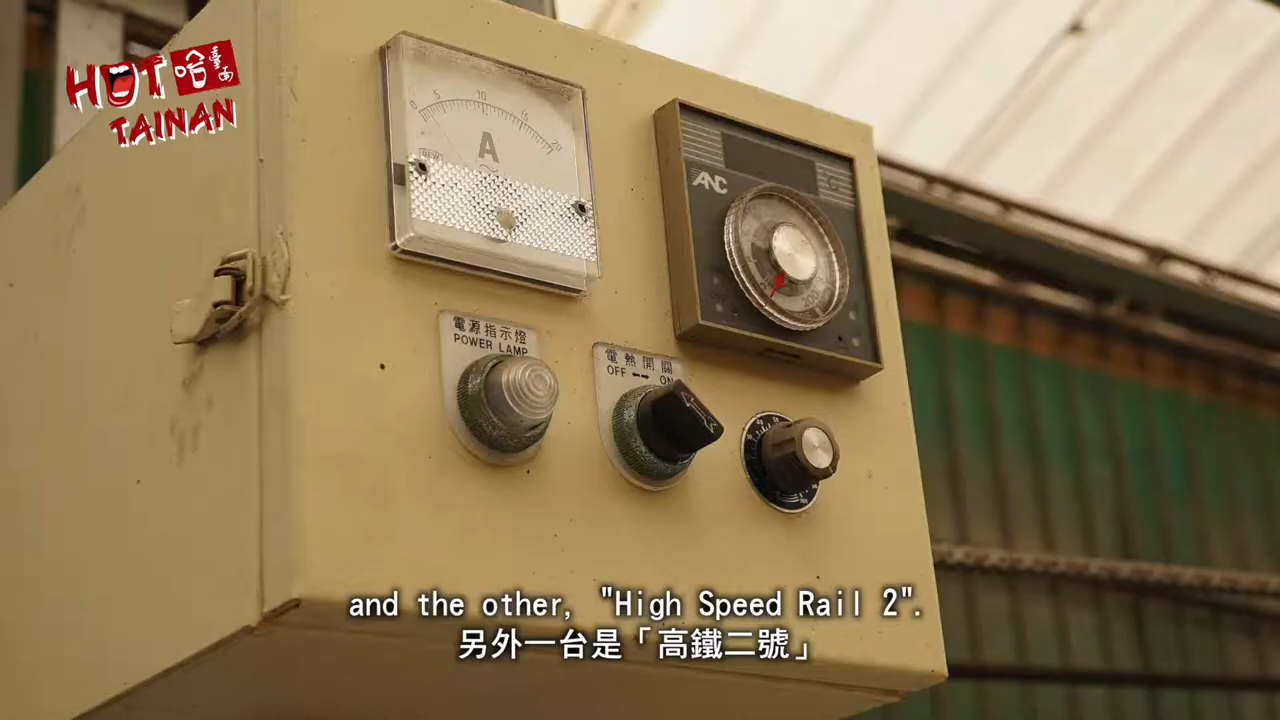 HOT 哈 臺南
TAINAN
0 5 10 15 20
A
ANC
200
電源指示燈
POWER LAMP
電熱開關
OFF ↔ ON
and the other, "High Speed Rail 2".
另外一台是「高鐵二號」